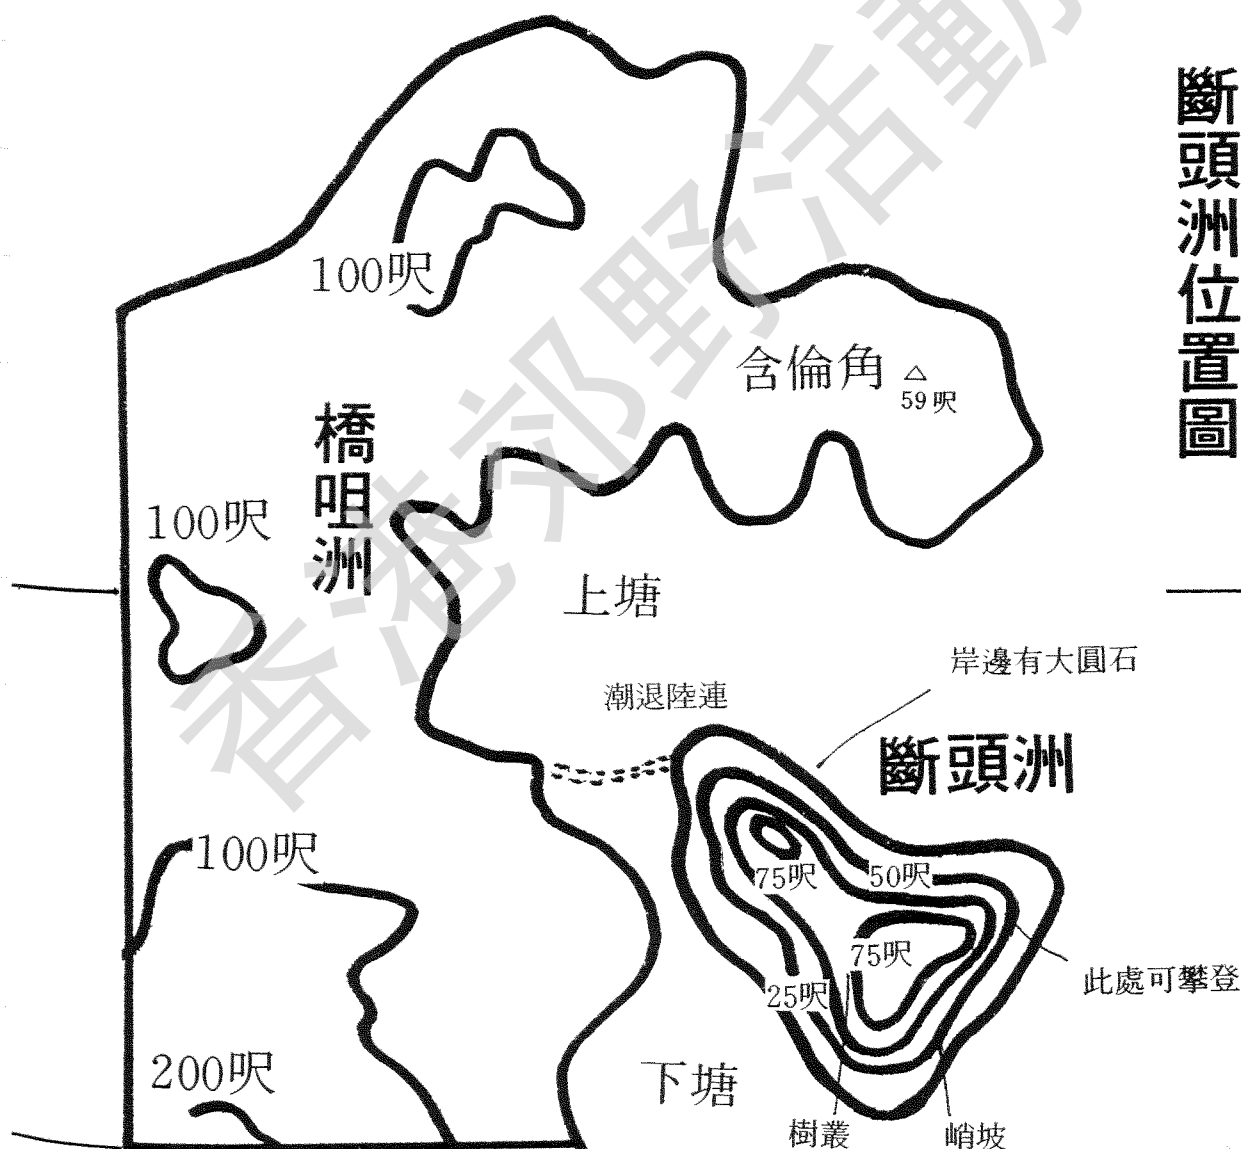 斷頭洲位置圖
100呎
含倫角
59呎
橋咀洲
100呎
上塘
岸邊有大圓石
潮退陸連
斷頭洲
100呎
75呎
50呎
75呎
25呎
此處可攀登
200呎
下塘
樹叢
峭坡
香港郊野活動